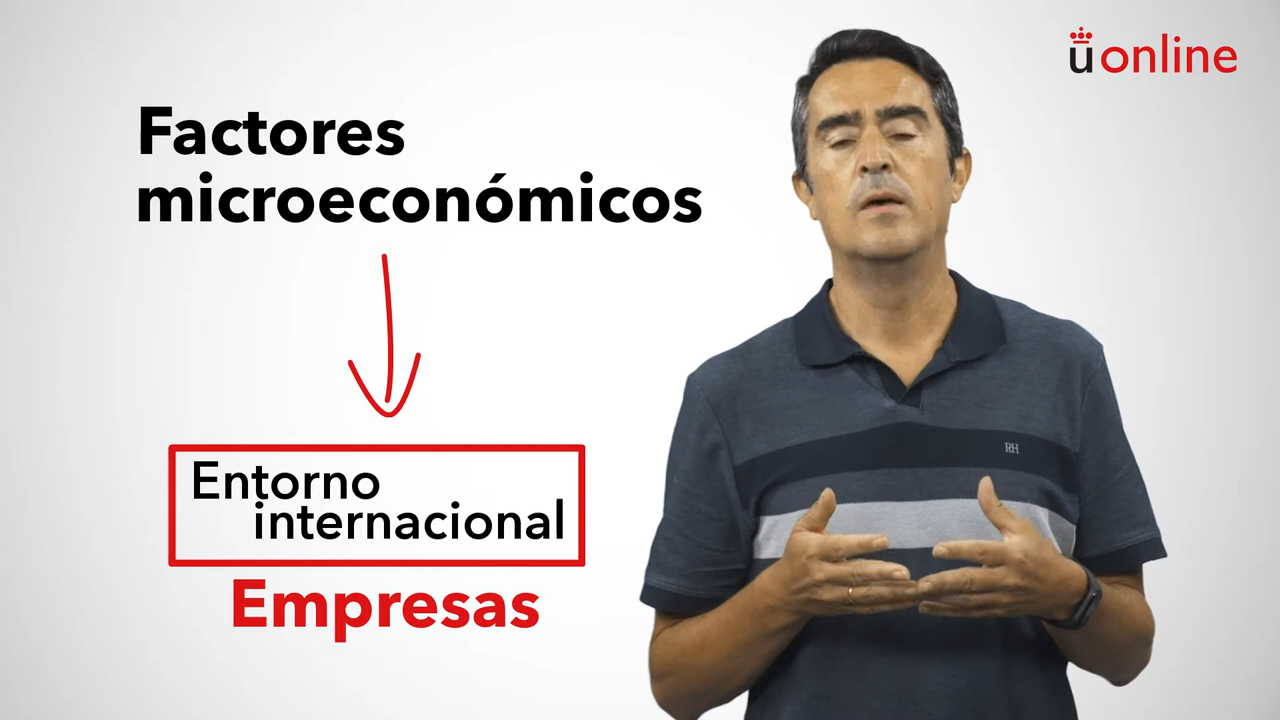 Factores
microeconómicos
Entorno
internacional
Empresas
ü online
RH